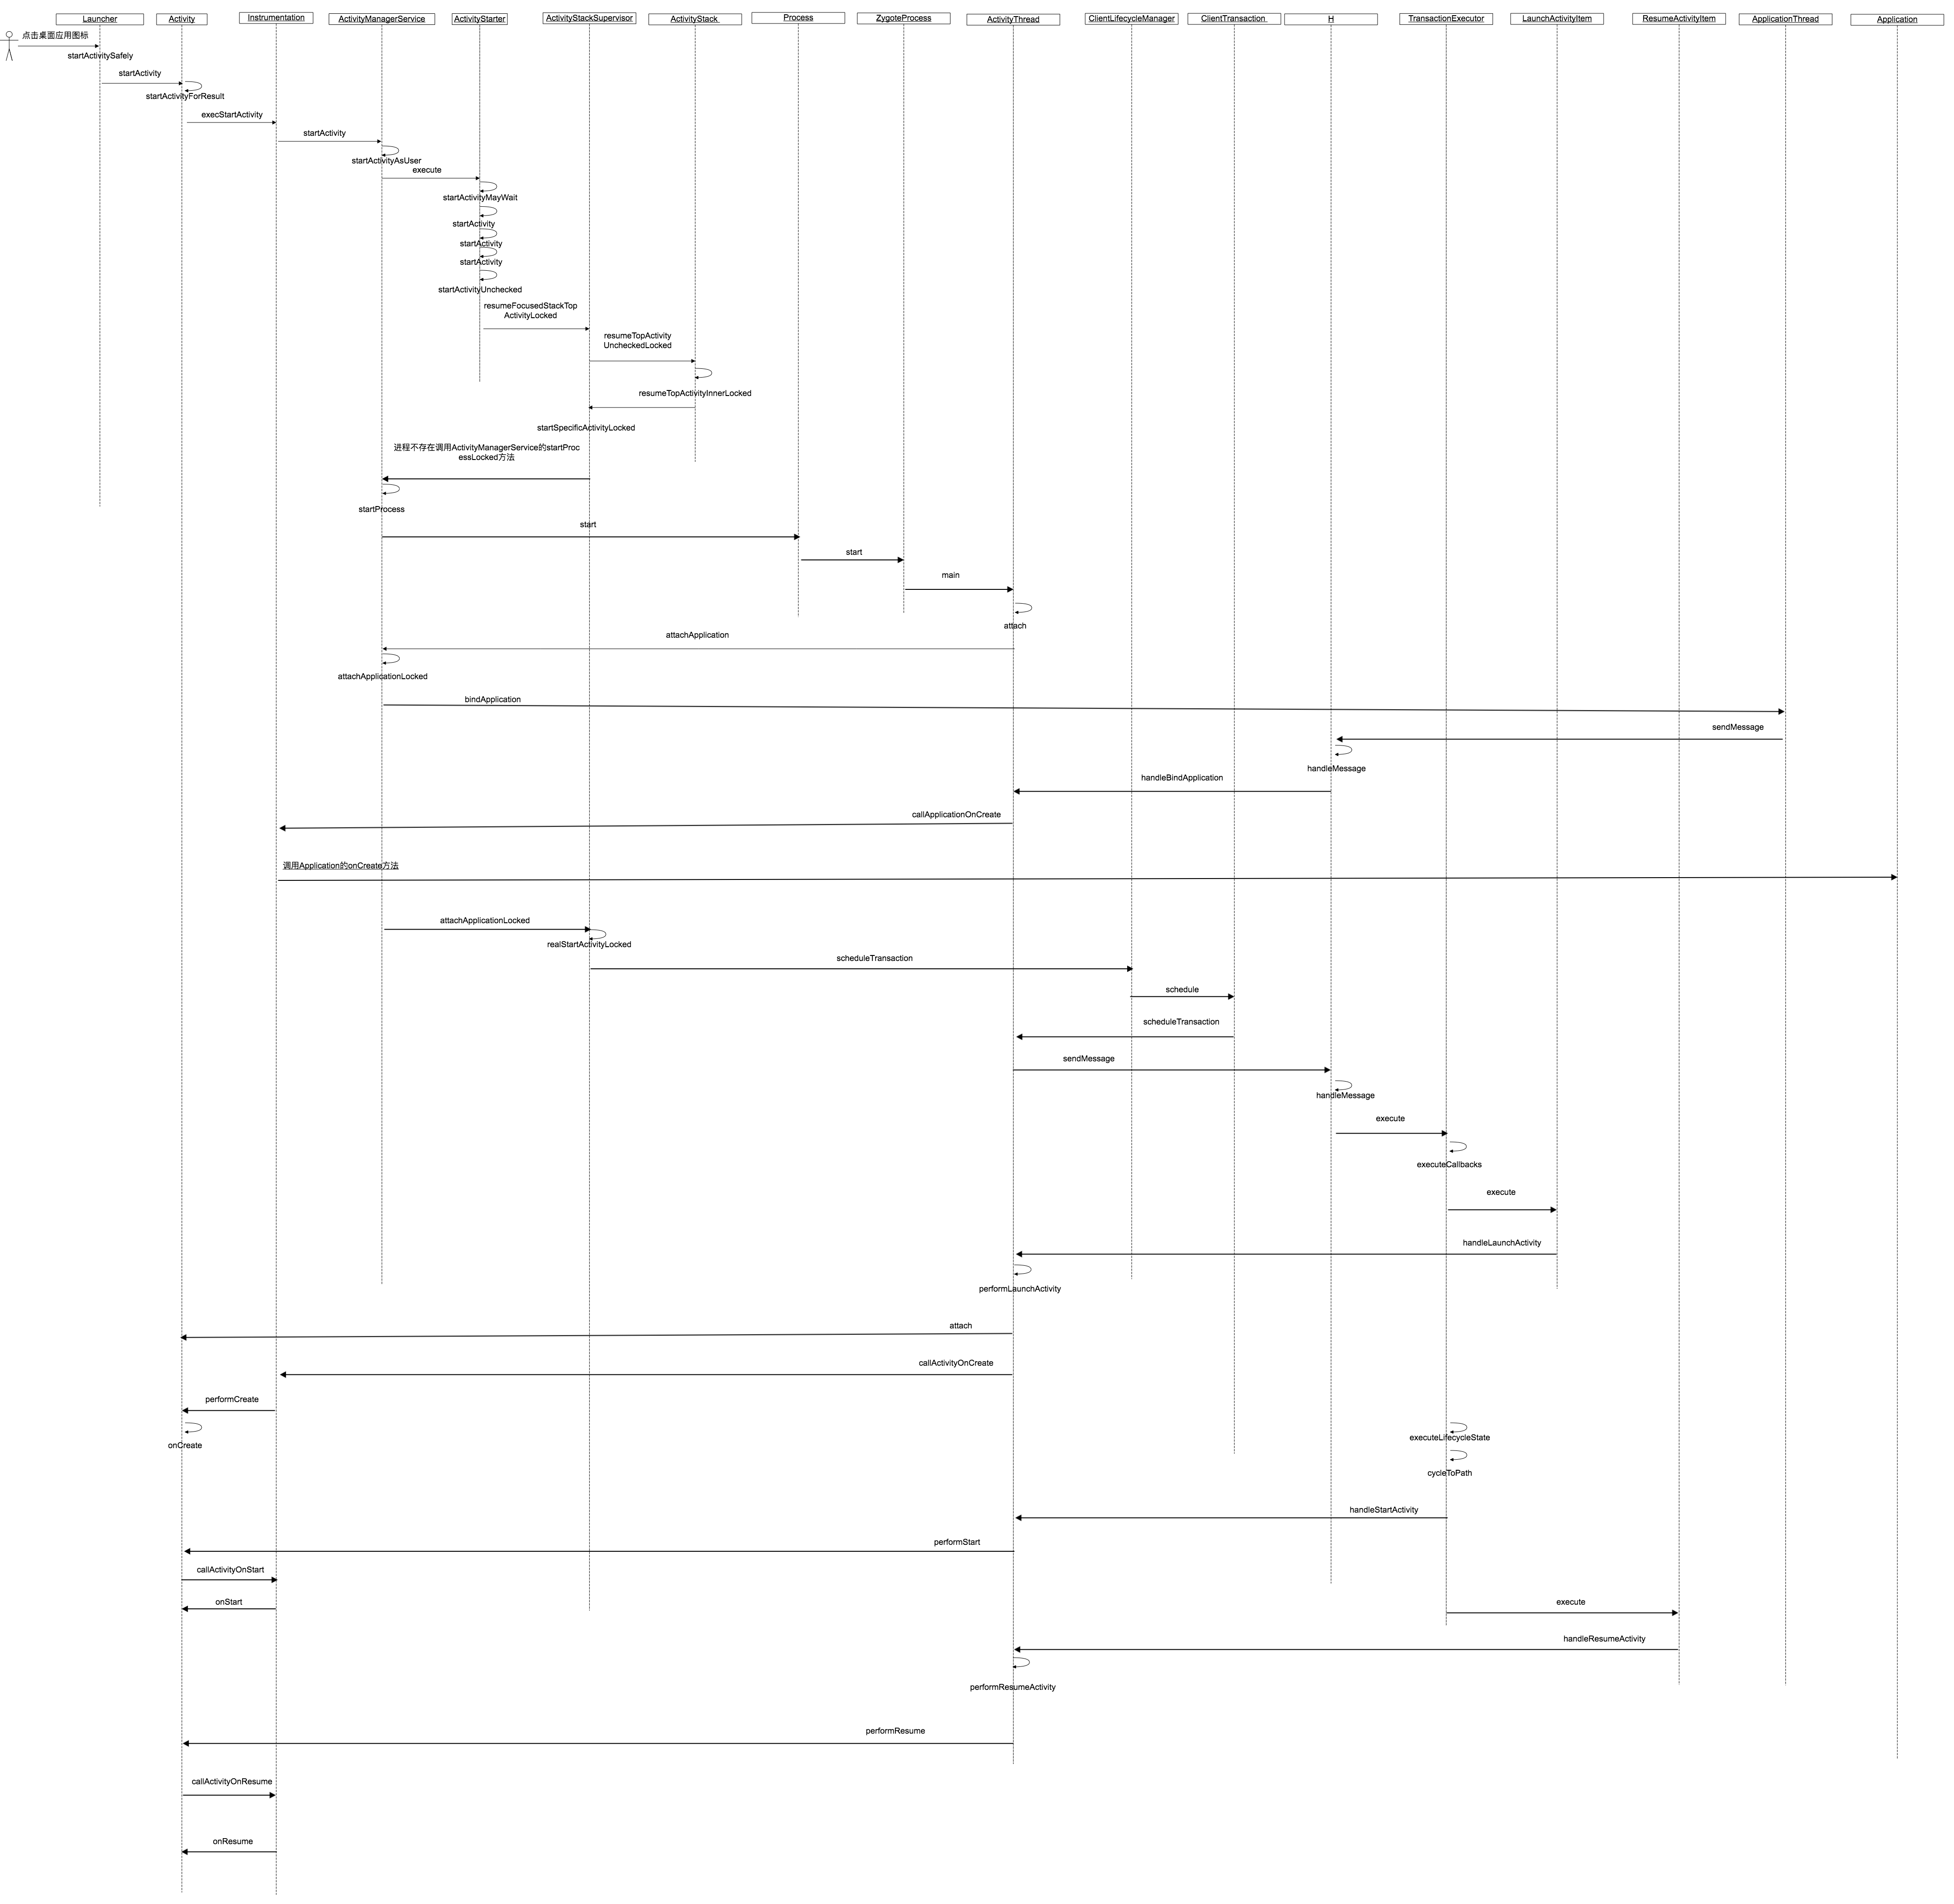 Launcher
Activity
Instrumentation
ActivityManagerService
ActivityStarter
ActivityStackSupervisor
ActivityStack
Process
ZygoteProcess
ActivityThread
ClientLifecycleManager
ClientTransaction
H
TransactionExecutor
LaunchActivityItem
ResumeActivityItem
ApplicationThread
Application
点击桌面应用图标
startActivitySafely
startActivity
startActivityForResult
execStartActivity
startActivity
startActivityAsUser
execute
startActivityMayWait
startActivity
startActivity
startActivity
startActivityUnchecked
resumeFocusedStackTop
ActivityLocked
resumeTopActivity
UncheckedLocked
resumeTopActivityInnerLocked
startSpecificActivityLocked
进程不存在调用ActivityManagerService的startProc
essLocked方法
startProcess
start
start
main
attach
attachApplication
attachApplicationLocked
bindApplication
sendMessage
handleMessage
handleBindApplication
callApplicationOnCreate
调用Application的onCreate方法
attachApplicationLocked
realStartActivityLocked
scheduleTransaction
schedule
scheduleTransaction
sendMessage
handleMessage
execute
executeCallbacks
execute
handleLaunchActivity
performLaunchActivity
attach
callActivityOnCreate
performCreate
onCreate
executeLifecycleState
cycleToPath
handleStartActivity
performStart
callActivityOnStart
onStart
execute
handleResumeActivity
performResumeActivity
performResume
callActivityOnResume
onResume